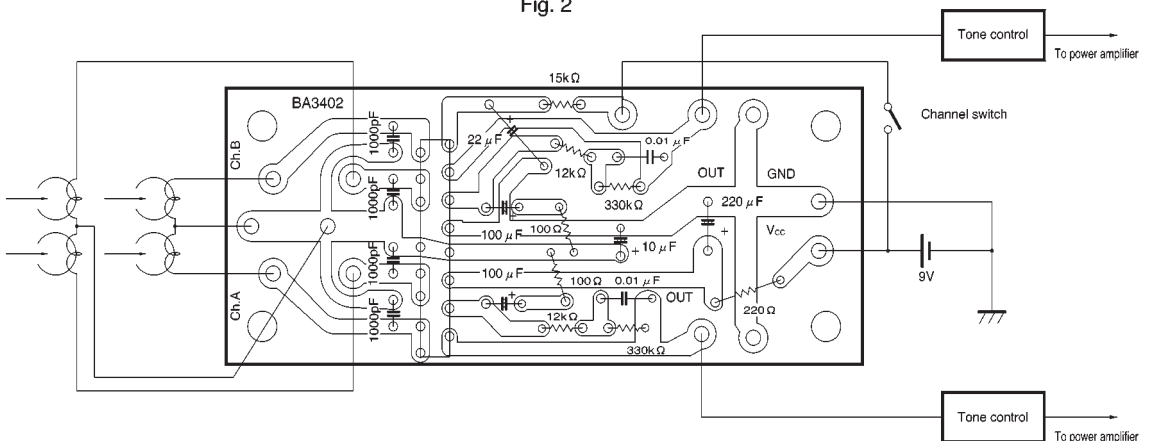 Fig. 2
Tone control
To power amplifier
15kΩ
BA3402
Channel switch
1000pF
22 μF
+
0.01 μF
Ch.B
12kΩ
OUT
GND
1000pF
330kΩ
220 μF
100Ω
+
Vcc
100 μF
+
10 μF
+
1000pF
100 μF
100Ω
0.01 μF
9V
OUT
Ch.A
+
220Ω
1000pF
12kΩ
330kΩ
Tone control
To power amplifier